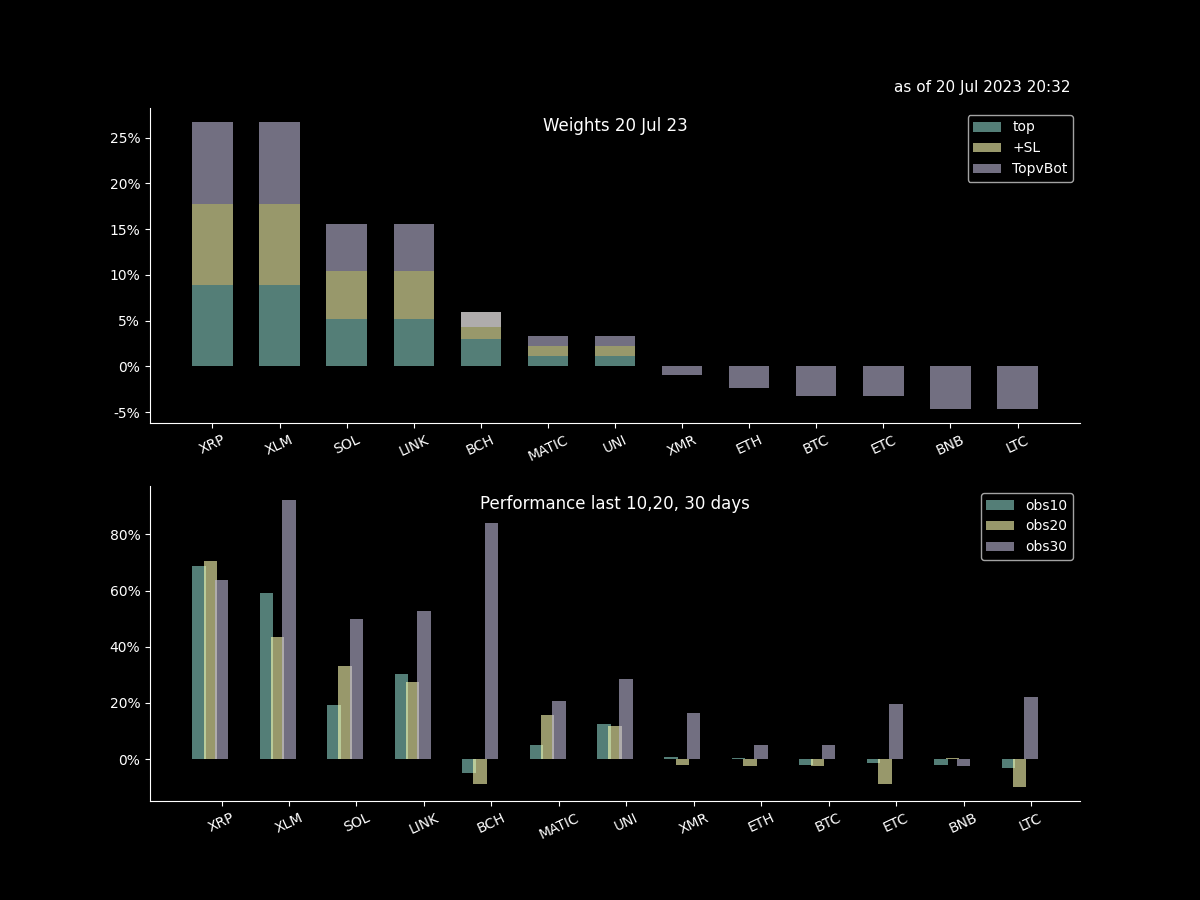 as of 20 Jul 2023 20:32
Weights 20 Jul 23
top
+SL
TopvBot
25%
20%
15%
10%
5%
0%
-5%
XRP XLM SOL LINK BCH MATIC UNI XMR ETH BTC ETC BNB LTC
Performance last 10,20, 30 days
obs10
obs20
obs30
80%
60%
40%
20%
0%
XRP XLM SOL LINK BCH MATIC UNI XMR ETH BTC ETC BNB LTC